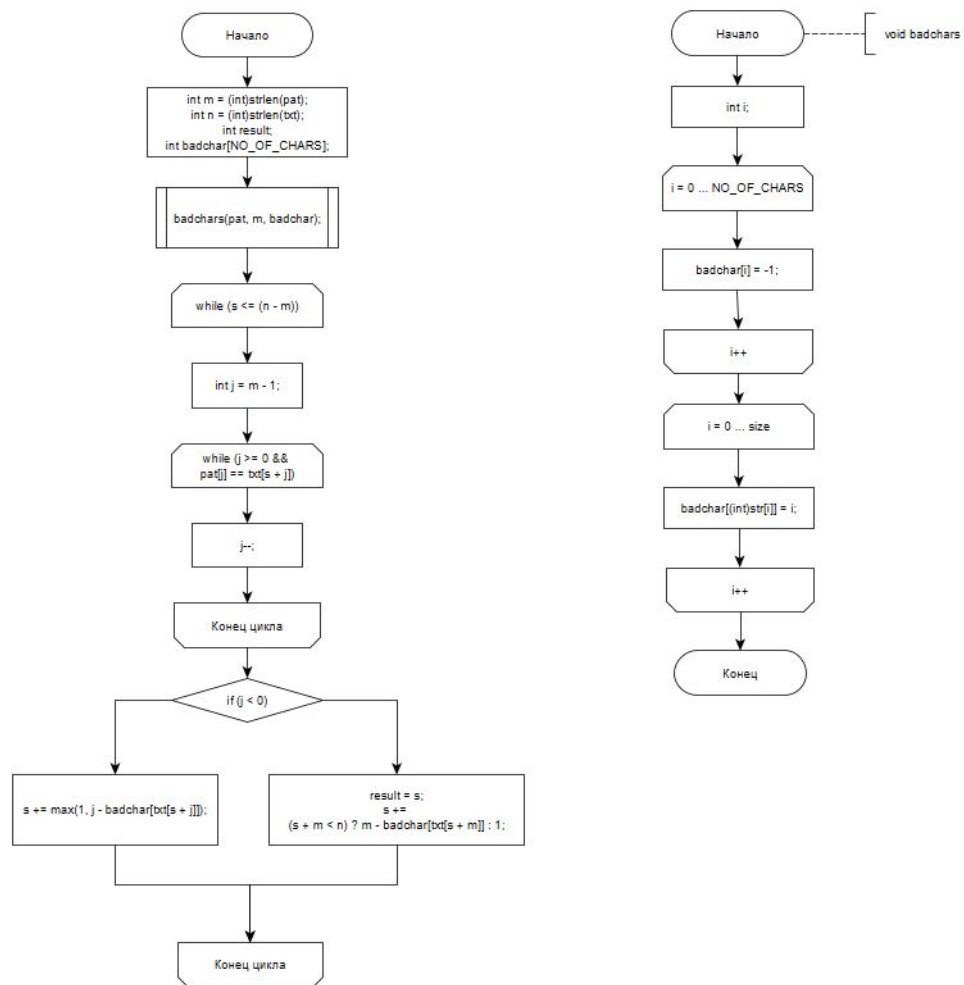 Начало
int m = (int)strlen(pat);
int n = (int)strlen(txt);
int result;
int badchar[NO_OF_CHARS];
badchars(pat, m, badchar);
while (s <= (n - m))
int j = m - 1;
while (j >= 0 &&
pat[j] == txt[s + j])
j--;
Конец цикла
if (j < 0)
s += max(1, j - badchar[txt[s + j]]);
result = s;
s +=
(s + m < n) ? m - badchar[txt[s + m]] : 1;
Конец цикла
Начало
void badchars
int i;
i = 0 ... NO_OF_CHARS
badchar[i] = -1;
i++
i = 0 ... size
badchar[(int)str[i]] = i;
i++
Конец